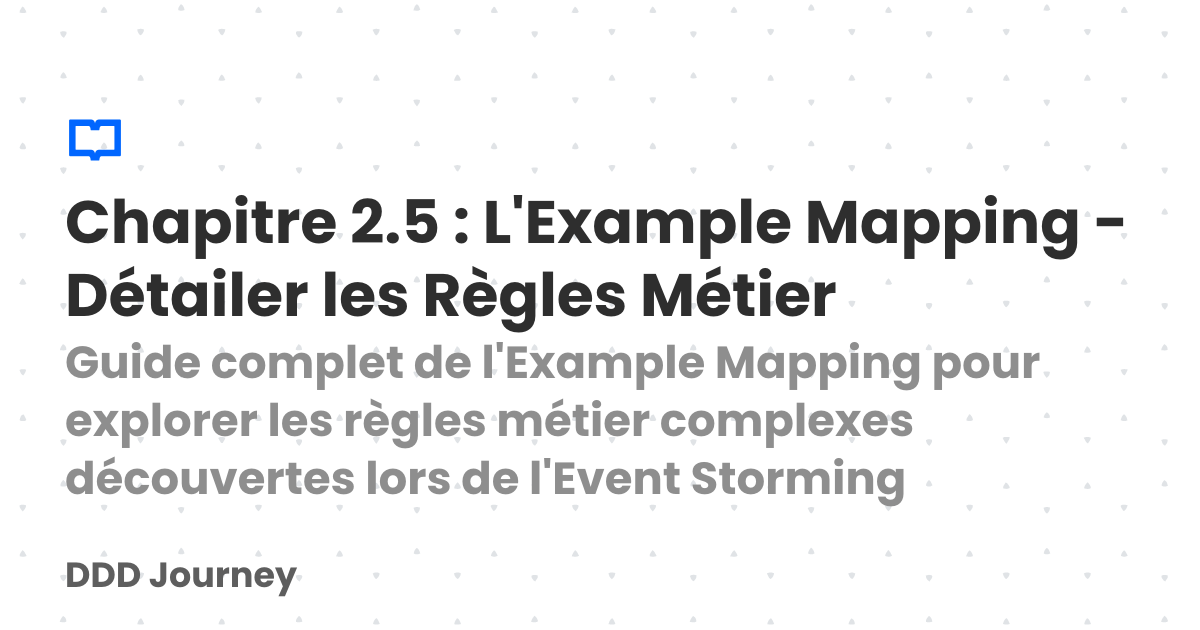 Chapitre 2.5 : L'Example Mapping -
Détailer les Règles Métier
Guide complet de l'Example Mapping pour
explorer les règles métier complexes
découvertes lors de l'Event Storming
DDD Journey